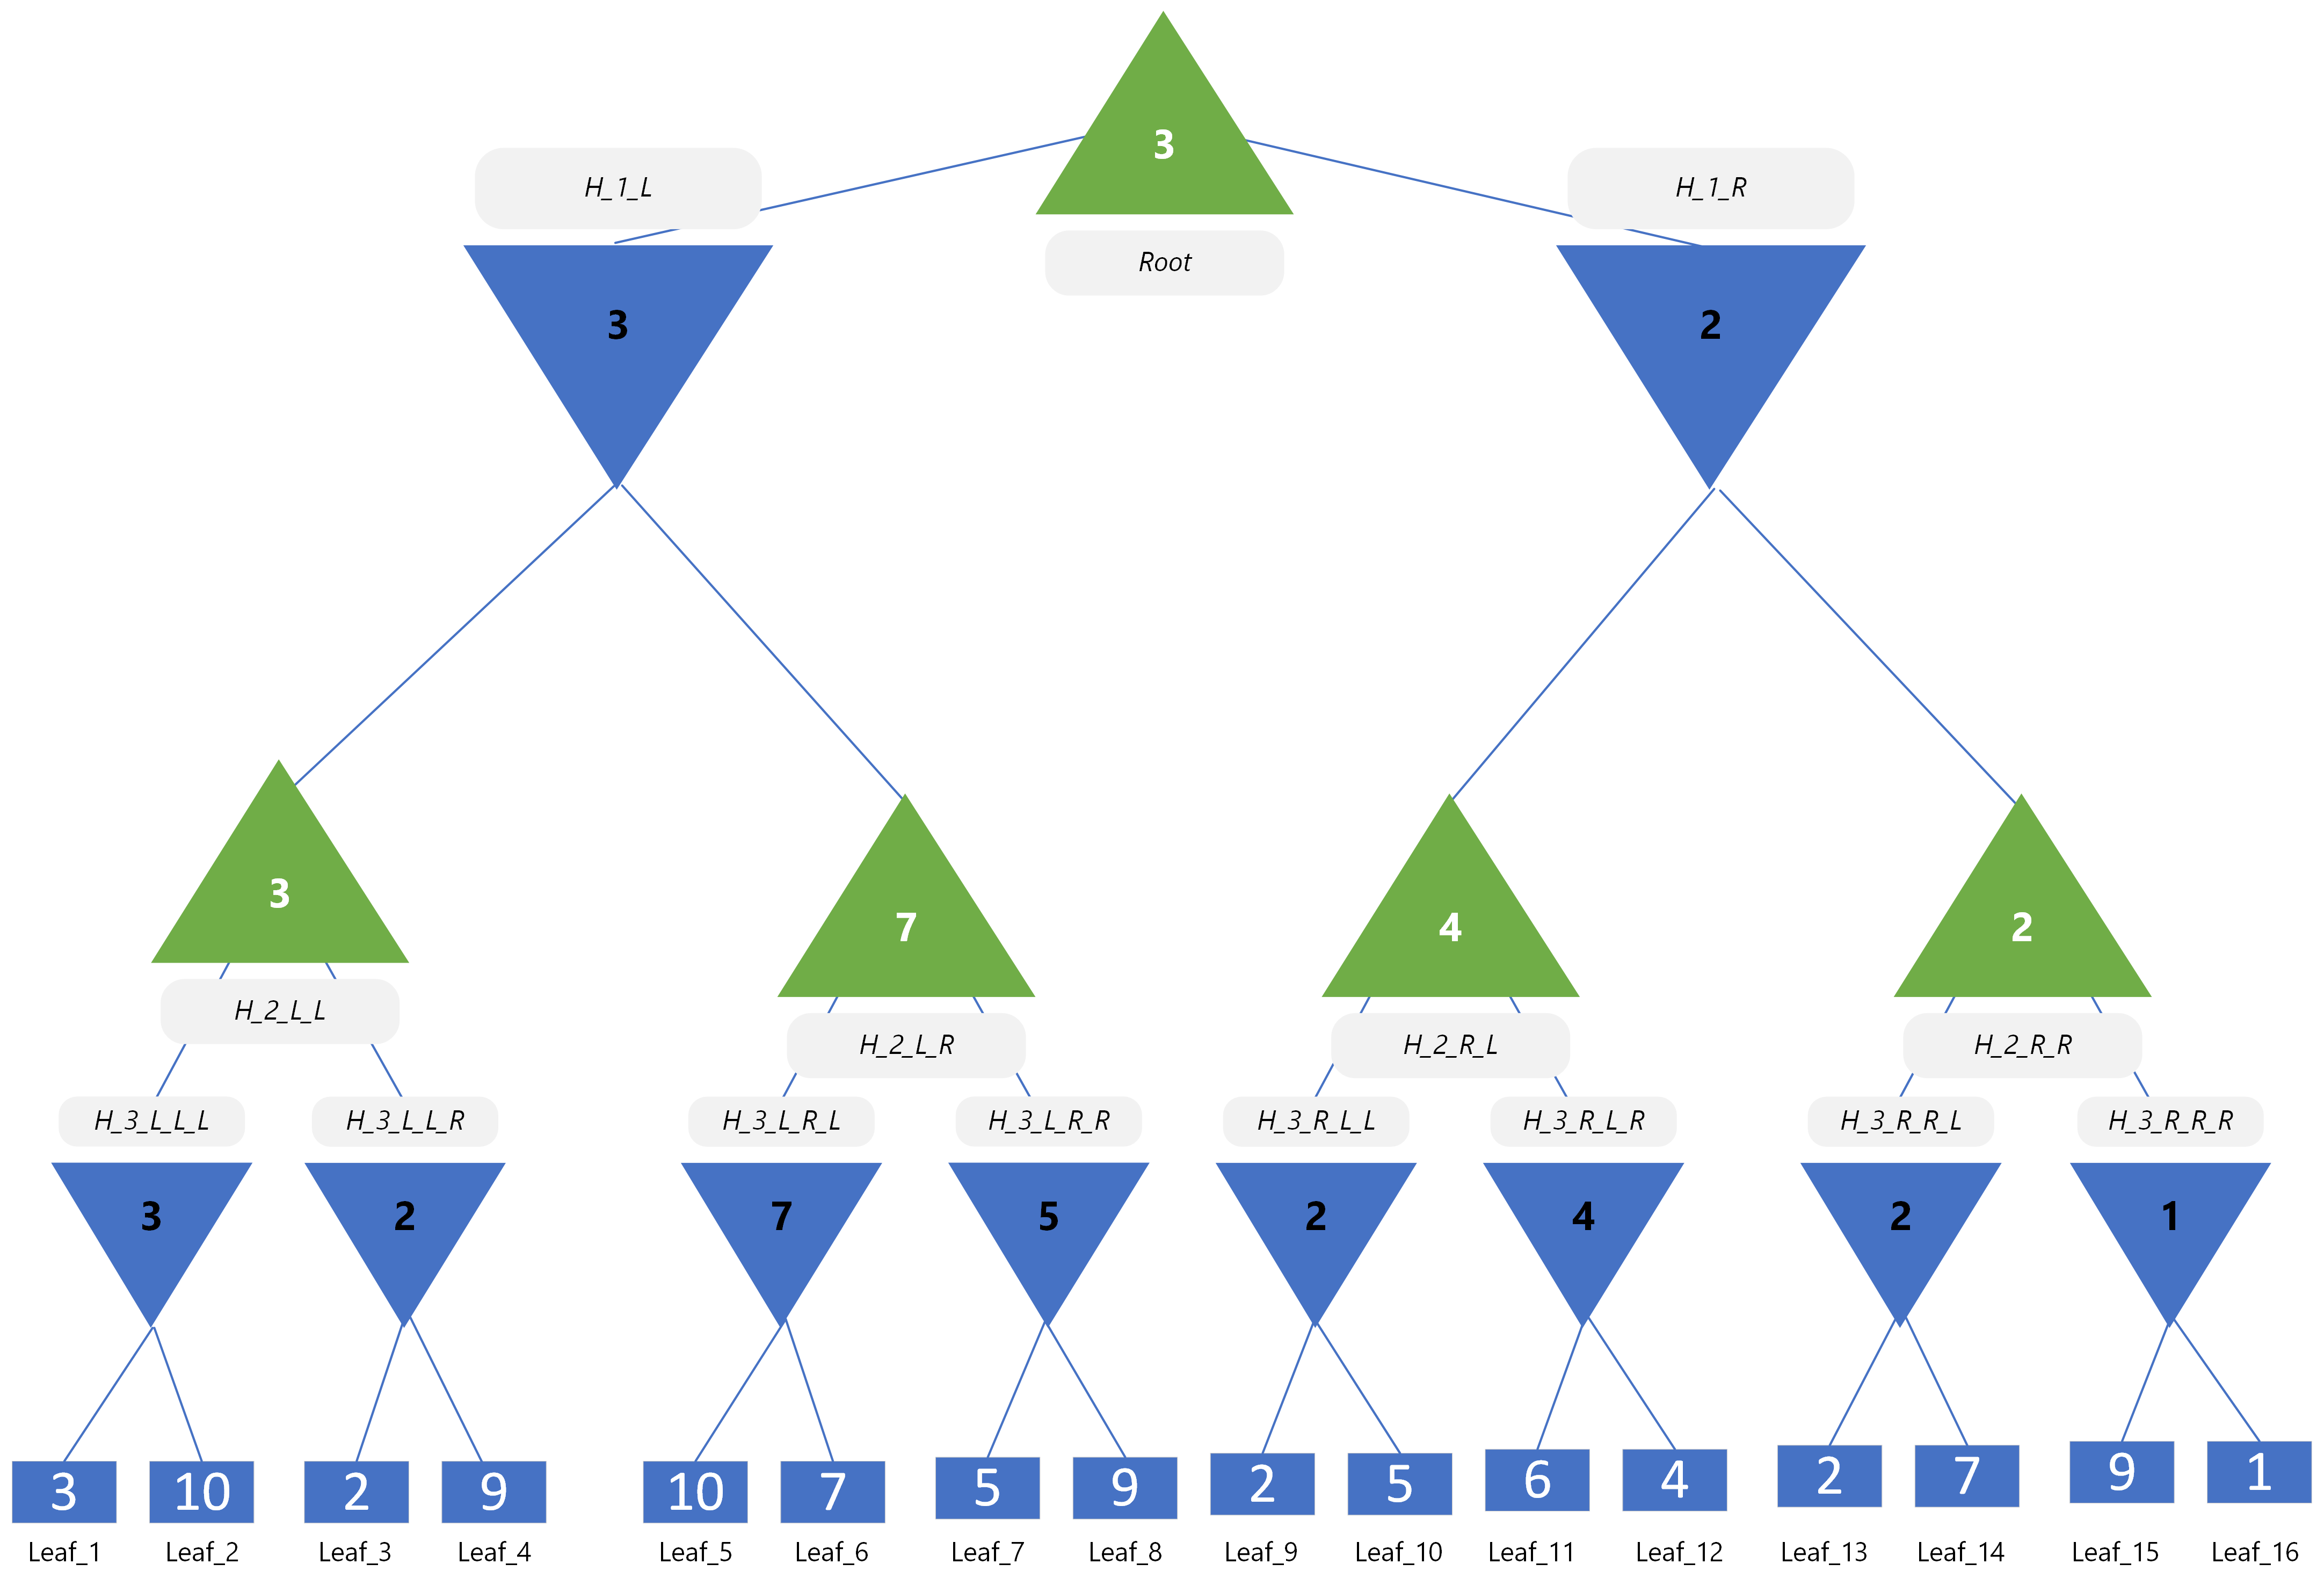 3
H_1_L
H_1_R
Root
3
2
3
7
4
2
H_2_L_L
H_2_L_R
H_2_R_L
H_2_R_R
H_3_L_L_L
H_3_L_L_R
H_3_L_R_L
H_3_L_R_R
H_3_R_L_L
H_3_R_L_R
H_3_R_R_L
H_3_R_R_R
3
2
7
5
2
4
2
1
3
10
2
9
10
7
5
9
2
5
6
4
2
7
9
1
Leaf_1
Leaf_2
Leaf_3
Leaf_4
Leaf_5
Leaf_6
Leaf_7
Leaf_8
Leaf_9
Leaf_10
Leaf_11
Leaf_12
Leaf_13
Leaf_14
Leaf_15
Leaf_16